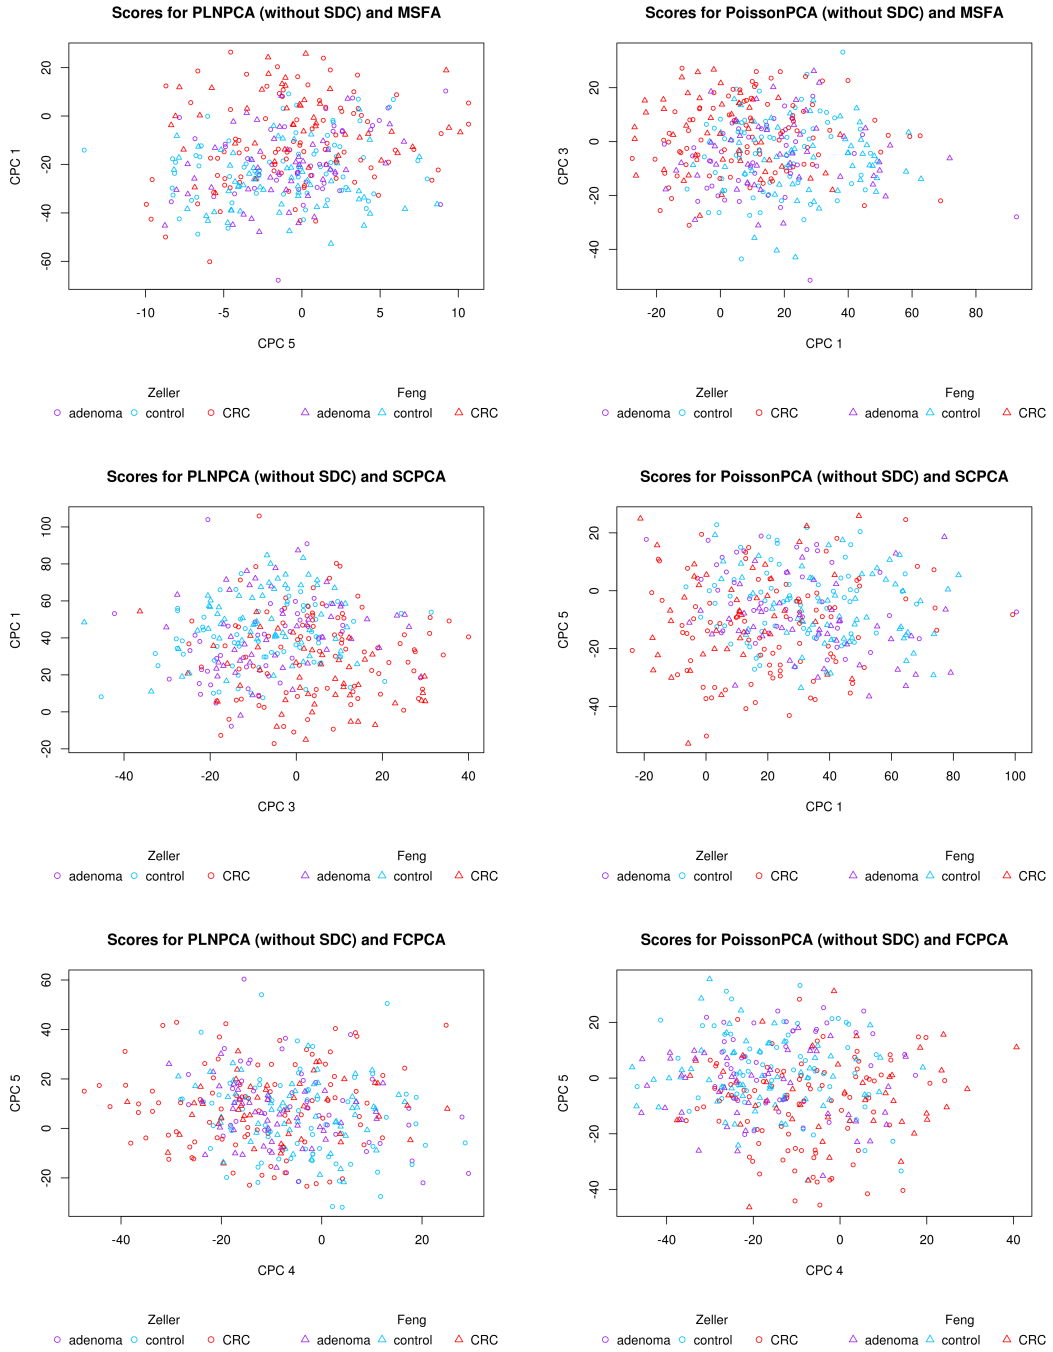 Scores for PLNPCA (without SDC) and MSFA
20
0
-20
-40
-60
CPC 1
-10 -5 0 5 10
CPC 5
Zeller Feng
adenoma control CRC adenoma control CRC
Scores for PoissonPCA (without SDC) and MSFA
20
0
-20
-40
CPC 3
-20 0 20 40 60 80
CPC 1
Zeller Feng
adenoma control CRC adenoma control CRC
Scores for PLNPCA (without SDC) and SCPCA
100
80
60
40
20
0
-20
CPC 1
-40 -20 0 20 40
CPC 3
Zeller Feng
adenoma control CRC adenoma control CRC
Scores for PoissonPCA (without SDC) and SCPCA
20
0
-20
-40
CPC 5
-20 0 20 40 60 80 100
CPC 1
Zeller Feng
adenoma control CRC adenoma control CRC
Scores for PLNPCA (without SDC) and FCPCA
60
40
20
0
20
CPC 5
-40 -20 0 20
CPC 4
Zeller Feng
adenoma control CRC adenoma control CRC
Scores for PoissonPCA (without SDC) and FCPCA
20
0
-20
-40
CPC 5
-40 -20 0 20 40
CPC 4
Zeller Feng
adenoma control CRC adenoma control CRC